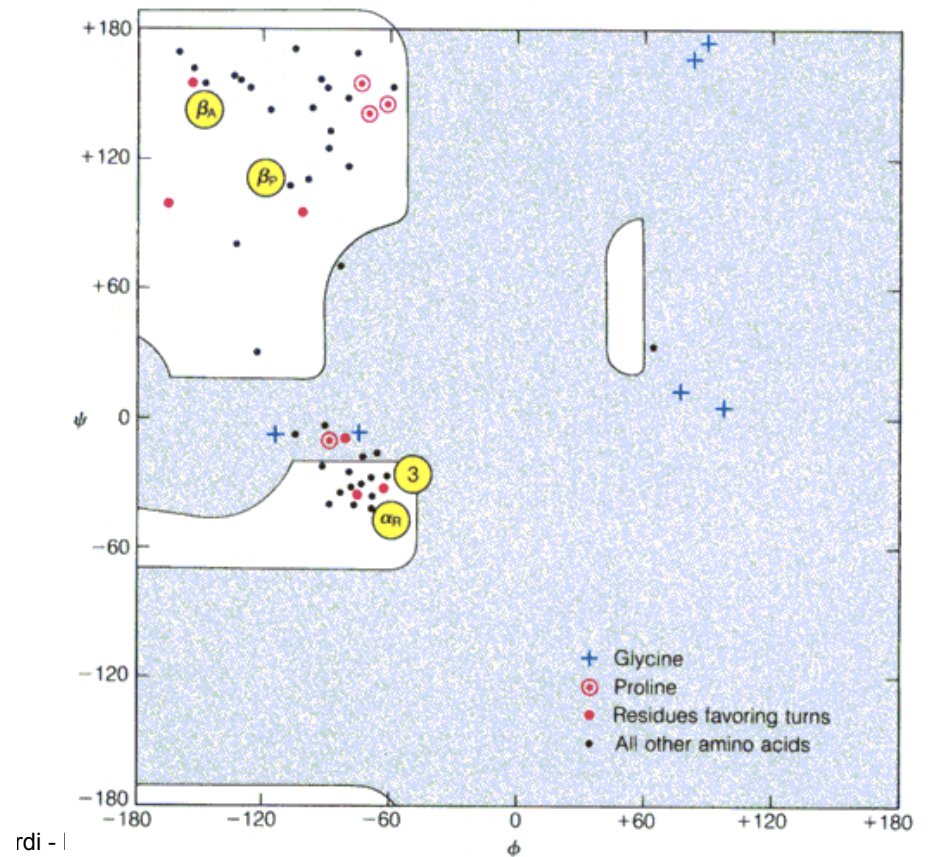 +180
βA
+120
βP
+60
ψ
0
3
αR
−60
Glycine
Proline
−120
Residues favoring turns
All other amino acids
−180
−180
−120
−60
0
+60
+120
+180
rdi -
ϕ